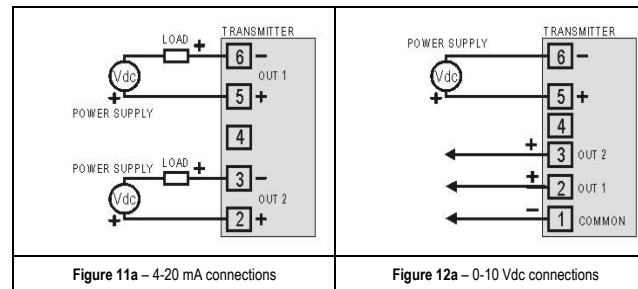 TRANSMITTER
LOAD + 6 –
Vdc OUT 1
+ 5 +
POWER SUPPLY
4
POWER SUPPLY LOAD + 3 –
Vdc OUT 2
+ 2 +
Figure 11a – 4-20 mA connections
TRANSMITTER
POWER SUPPLY 6 –
Vdc
+ 5 +
4
+ 3 OUT 2
+ 2 OUT 1
– 1 COMMON
Figure 12a – 0-10 Vdc connections